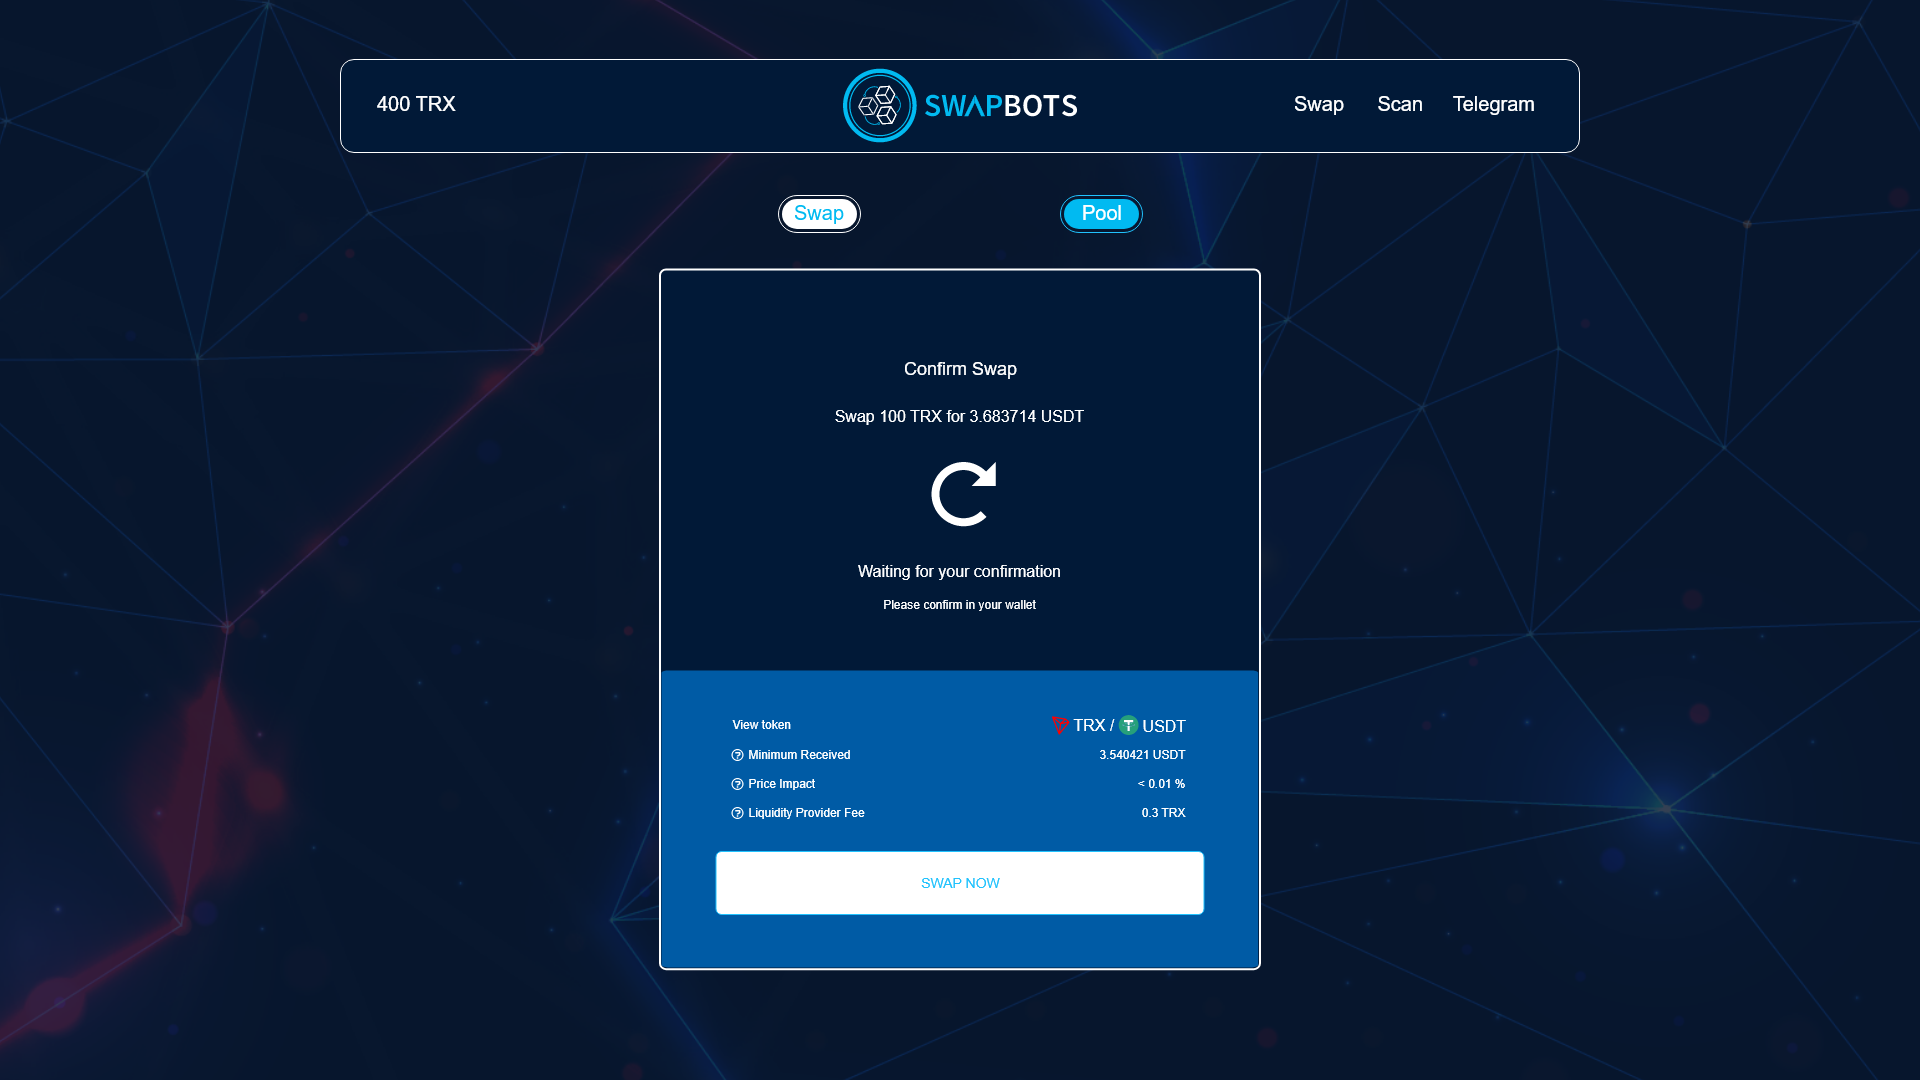 400 TRX
SWAPBOTS
Swap Scan Telegram
Swap Pool
Confirm Swap
Swap 100 TRX for 3.683714 USDT
Waiting for your confirmation
Please confirm in your wallet
View token TRX / USDT
Minimum Received 3.540421 USDT
Price Impact < 0.01 %
Liquidity Provider Fee 0.3 TRX
SWAP NOW